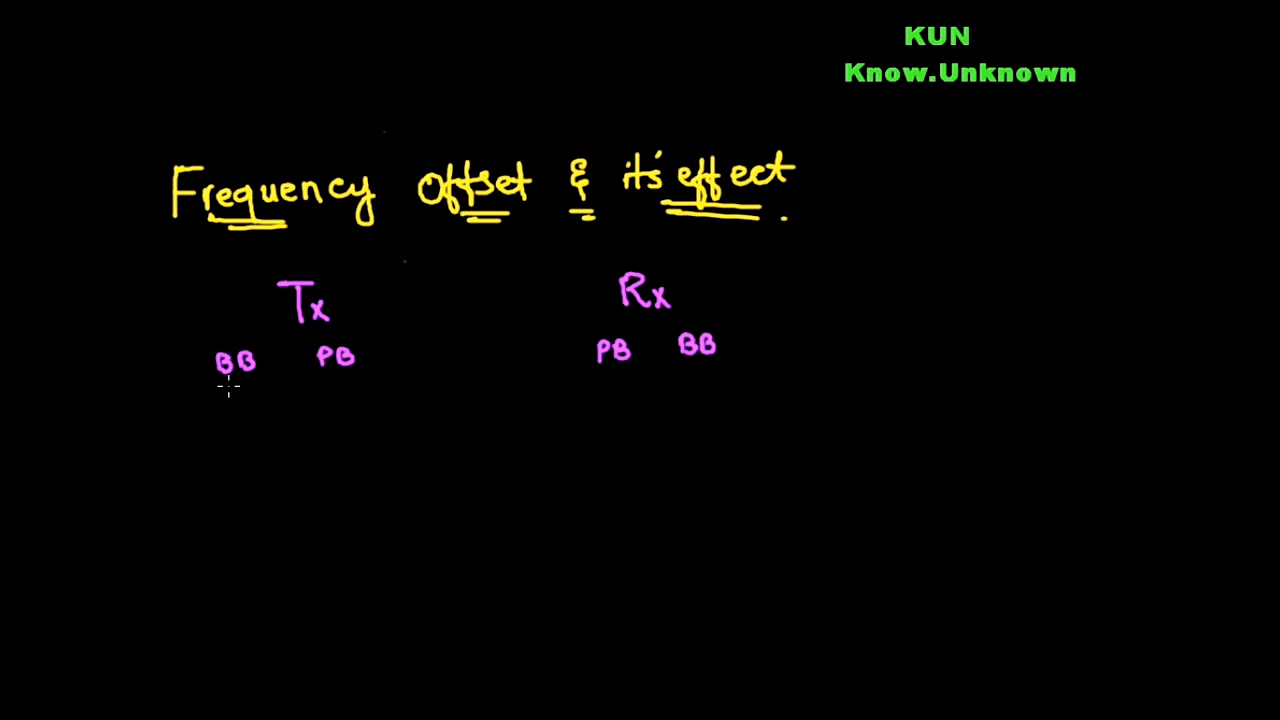 KUN
Know.Unknown
Frequency Offset & it's effect.
Tx Rx
BB PB PB BB